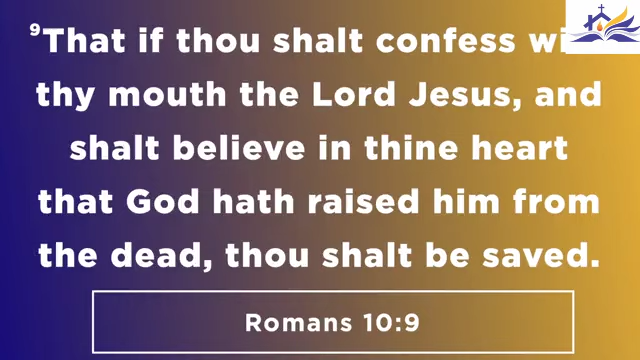 ⁹That if thou shalt confess
thy mouth the Lord Jesus, and
shalt believe in thine heart
that God hath raised him from
the dead, thou shalt be saved.
Romans 10:9